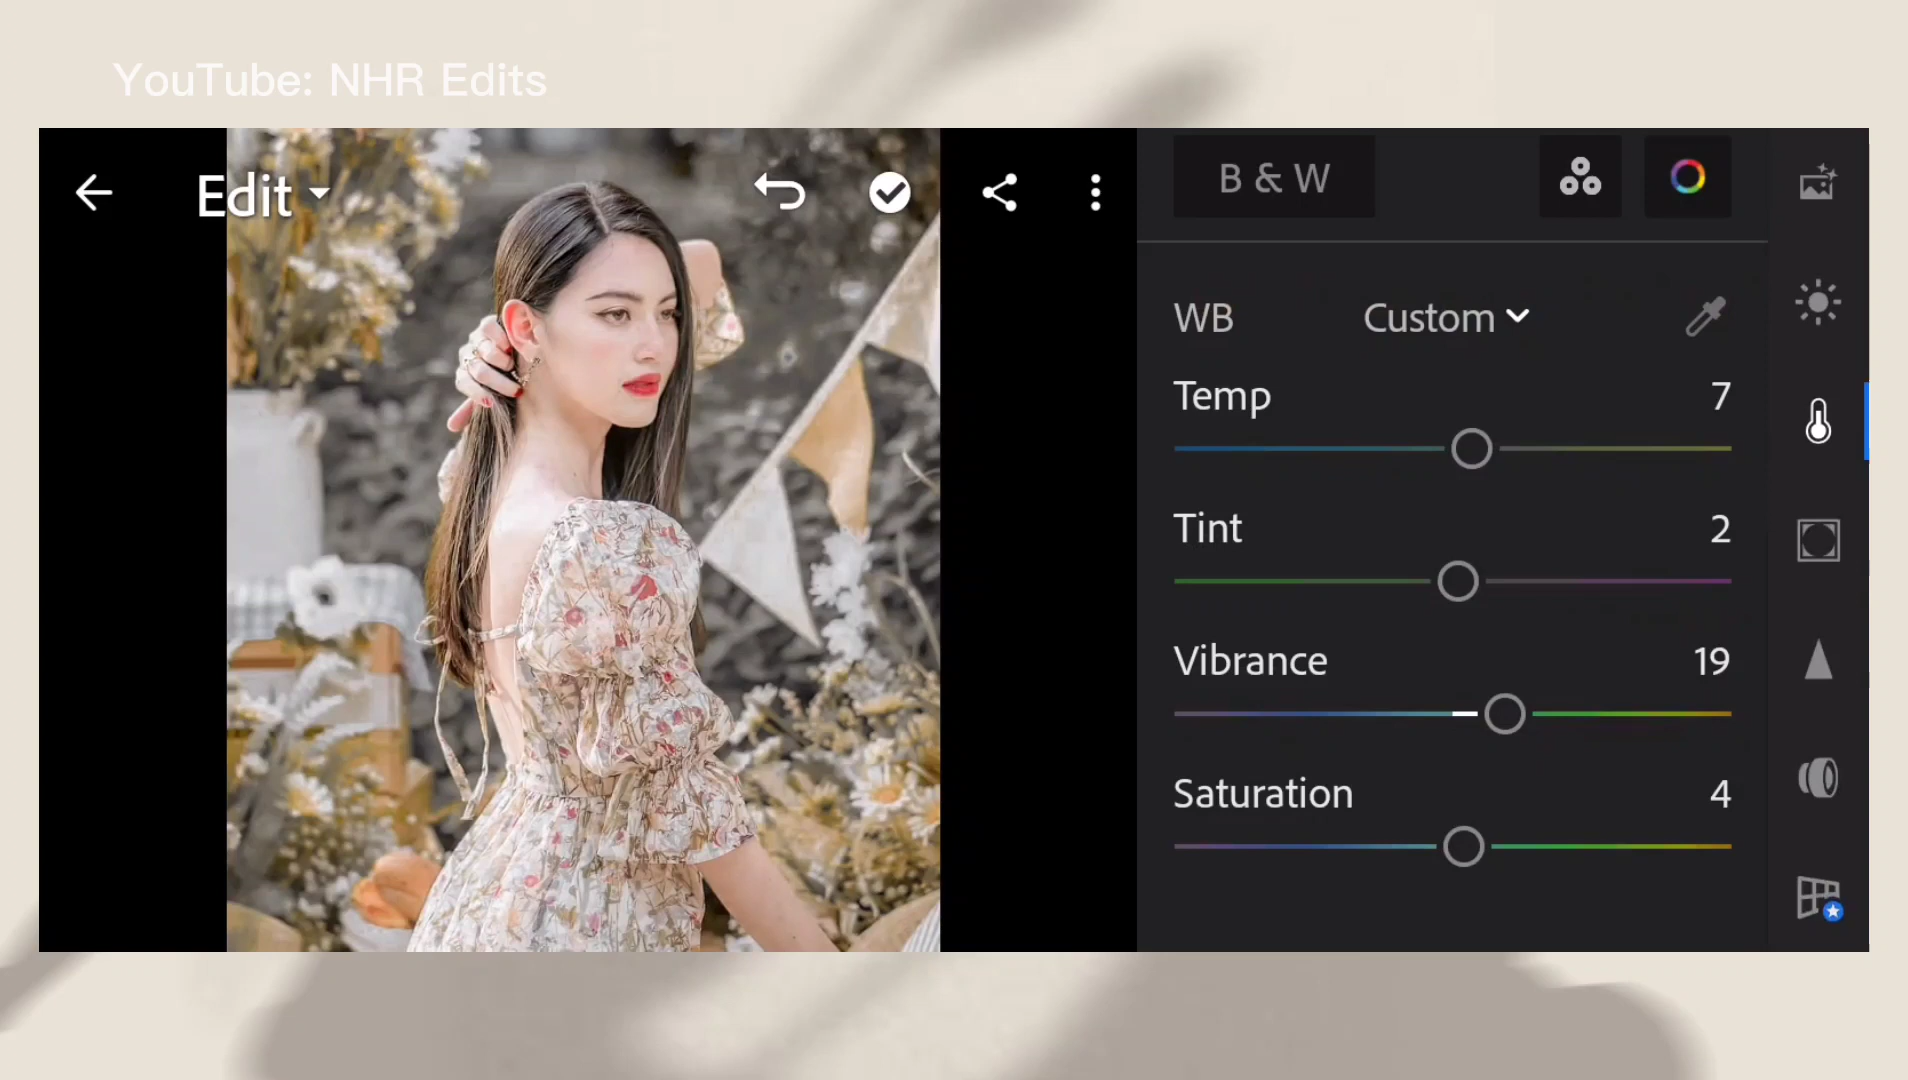 YouTube: NHR Edits
Edit
B & W
WB Custom
Temp 7
Tint 2
Vibrance 19
Saturation 4